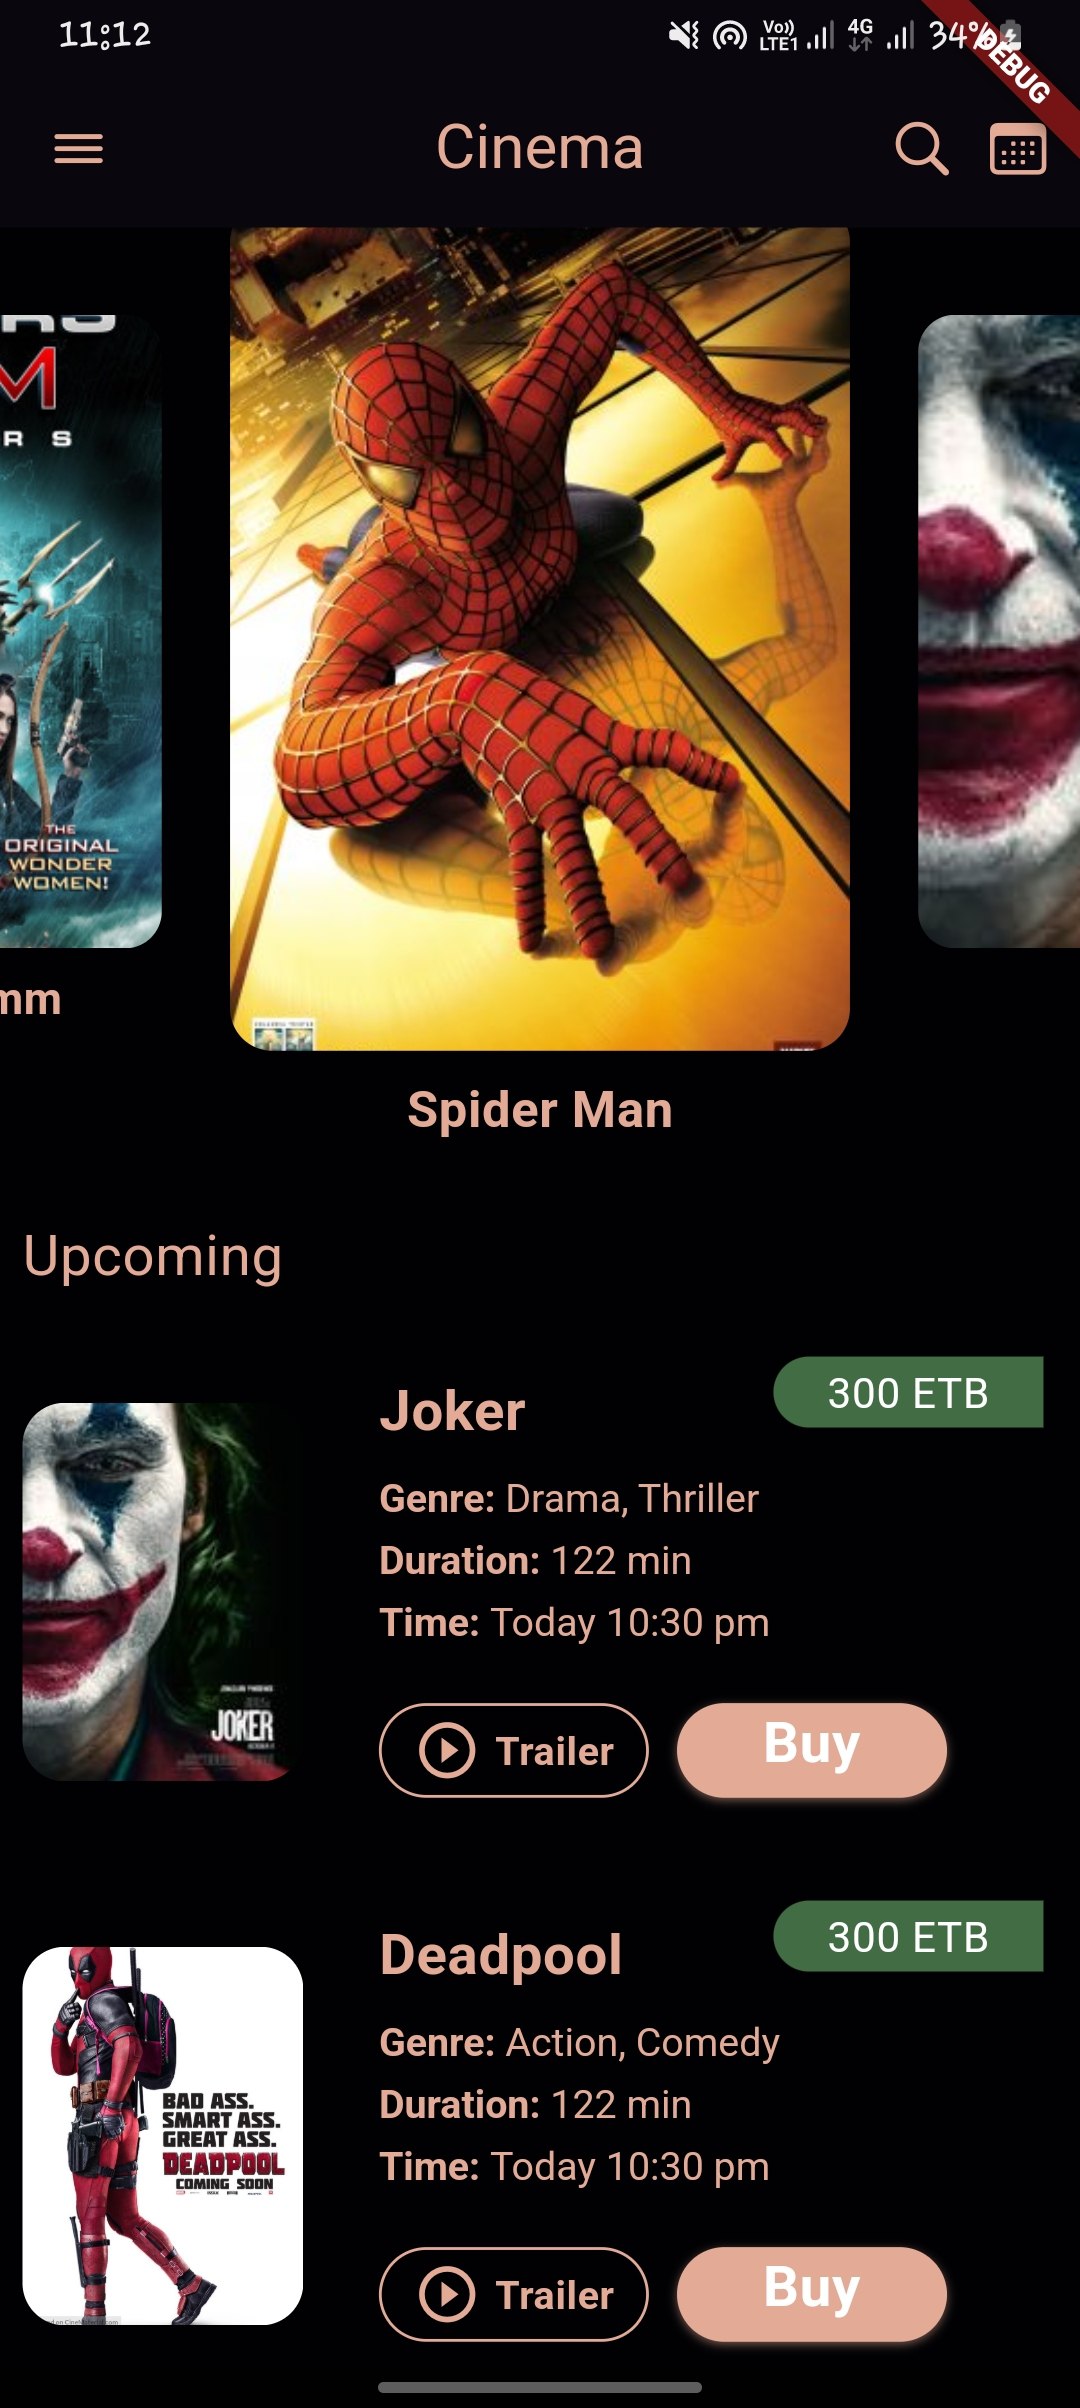 11:12
Vo)) LTE1 4G 34%
DEBUG
Cinema
M
R S
THE
ORIGINAL
WONDER
WOMEN!
mm
Spider Man
Upcoming
Joker
300 ETB
Genre: Drama, Thriller
Duration: 122 min
Time: Today 10:30 pm
JOKER
Trailer
Buy
Deadpool
300 ETB
Genre: Action, Comedy
Duration: 122 min
Time: Today 10:30 pm
BAD ASS.
SMART ASS.
GREAT ASS.
DEADPOOL
COMING SOON
Trailer
Buy